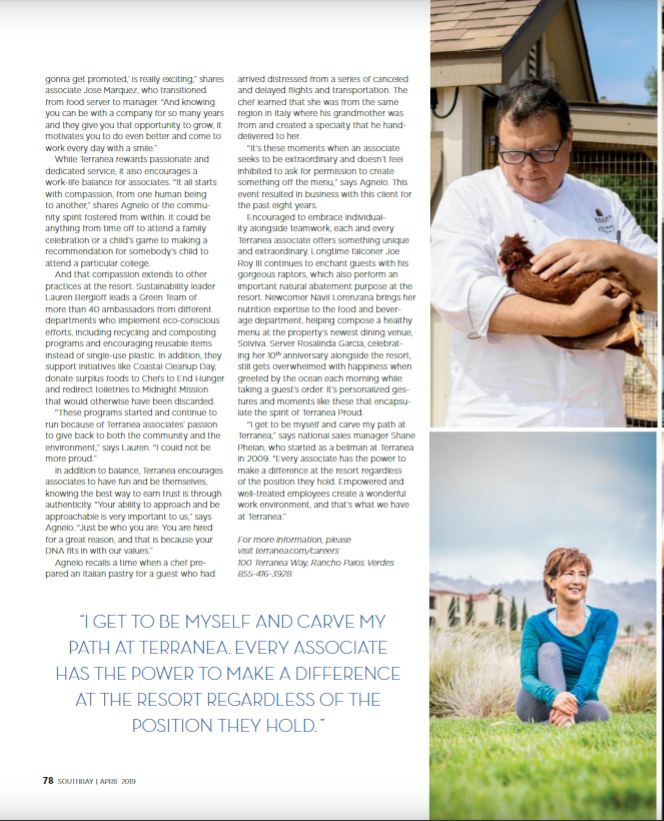 gonna get promoted,' is really exciting," shares
associate Jose Marquez, who transitioned
from food server to manager. "And knowing
you can be with a company for so many years
and they give you that opportunity to grow, it
motivates you to do even better and come to
work every day with a smile."
While Terranea rewards passionate and
dedicated service, it also encourages a
work-life balance for associates. "It all starts
with compassion, from one human being
to another," shares Agnelo of the commu-
nity spirit fostered from within. It could be
anything from time off to attend a family
celebration or a child's game to making a
recommendation for somebody's child to
attend a particular college.
And that compassion extends to other
practices at the resort. Sustainability leader
Lauren Bergloff leads a Green Team of
more than 40 ambassadors from different
departments who implement eco-conscious
efforts, including recycling and composting
programs and encouraging reusable items
instead of single-use plastic. In addition, they
support initiatives like Coastal Cleanup Day,
donate surplus foods to Chefs to End Hunger
and redirect toiletries to Midnight Mission
that would otherwise have been discarded.
"These programs started and continue to
run because of Terranea associates' passion
to give back to both the community and the
environment," says Lauren. "I could not be
more proud."
In addition to balance, Terranea encourages
associates to have fun and be themselves,
knowing the best way to earn trust is through
authenticity. "Your ability to approach and be
approachable is very important to us," says
Agnelo. "Just be who you are. You are hired
for a great reason, and that is because your
DNA fits in with our values."
Agnelo recalls a time when a chef pre-
pared an Italian pastry for a guest who had
arrived distressed from a series of canceled
and delayed flights and transportation. The
chef learned that she was from the same
region in Italy where his grandmother was
from and created a specialty that he hand-
delivered to her.
"It's these moments when an associate
seeks to be extraordinary and doesn't feel
inhibited to ask for permission to create
something off the menu," says Agnelo. This
event resulted in business with this client for
the past eight years.
Encouraged to embrace individual-
ity alongside teamwork, each and every
Terranea associate offers something unique
and extraordinary. Longtime falconer Joe
Roy III continues to enchant guests with his
gorgeous raptors, which also perform an
important natural abatement purpose at the
resort. Newcomer Navil Lorenzana brings her
nutrition expertise to the food and bever-
age department, helping compose a healthy
menu at the property's newest dining venue,
Solviva. Server Rosalinda Garcia, celebrat-
ing her 10th anniversary alongside the resort,
still gets overwhelmed with happiness when
greeted by the ocean each morning while
taking a guest's order. It's personalized ges-
tures and moments like these that encapsu-
late the spirit of Terranea Proud.
"I get to be myself and carve my path at
Terranea," says national sales manager Shane
Phelan, who started as a bellman at Terranea
in 2009. "Every associate has the power to
make a difference at the resort regardless
of the position they hold. Empowered and
well-treated employees create a wonderful
work environment, and that's what we have
at Terranea."
For more information, please
visit terranea.com/careers
100 Terranea Way, Rancho Palos Verdes
855-416-3928
"I GET TO BE MYSELF AND CARVE MY
PATH AT TERRANEA. EVERY ASSOCIATE
HAS THE POWER TO MAKE A DIFFERENCE
AT THE RESORT REGARDLESS OF THE
POSITION THEY HOLD."
78 SOUTHBAY | APRIL 2019